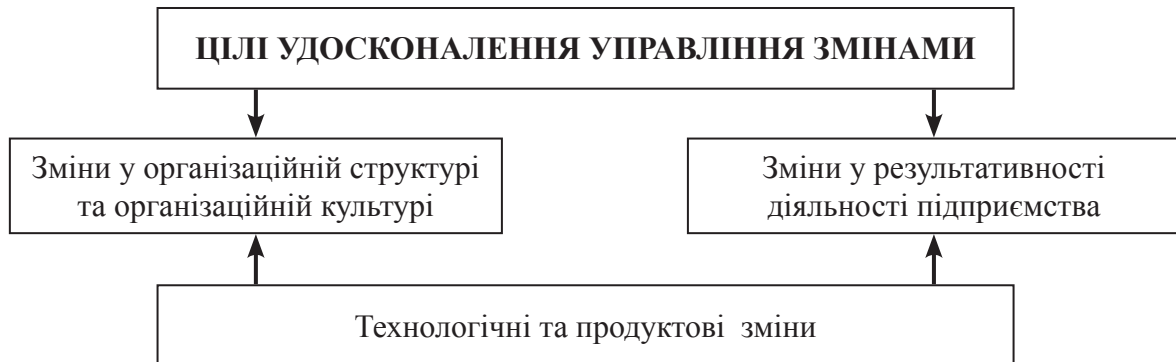 ЦІЛІ УДОСКОНАЛЕННЯ УПРАВЛІННЯ ЗМІНАМИ
Зміни у організаційній структурі
та організаційній культурі
Зміни у результативності
діяльності підприємства
Технологічні та продуктові зміни